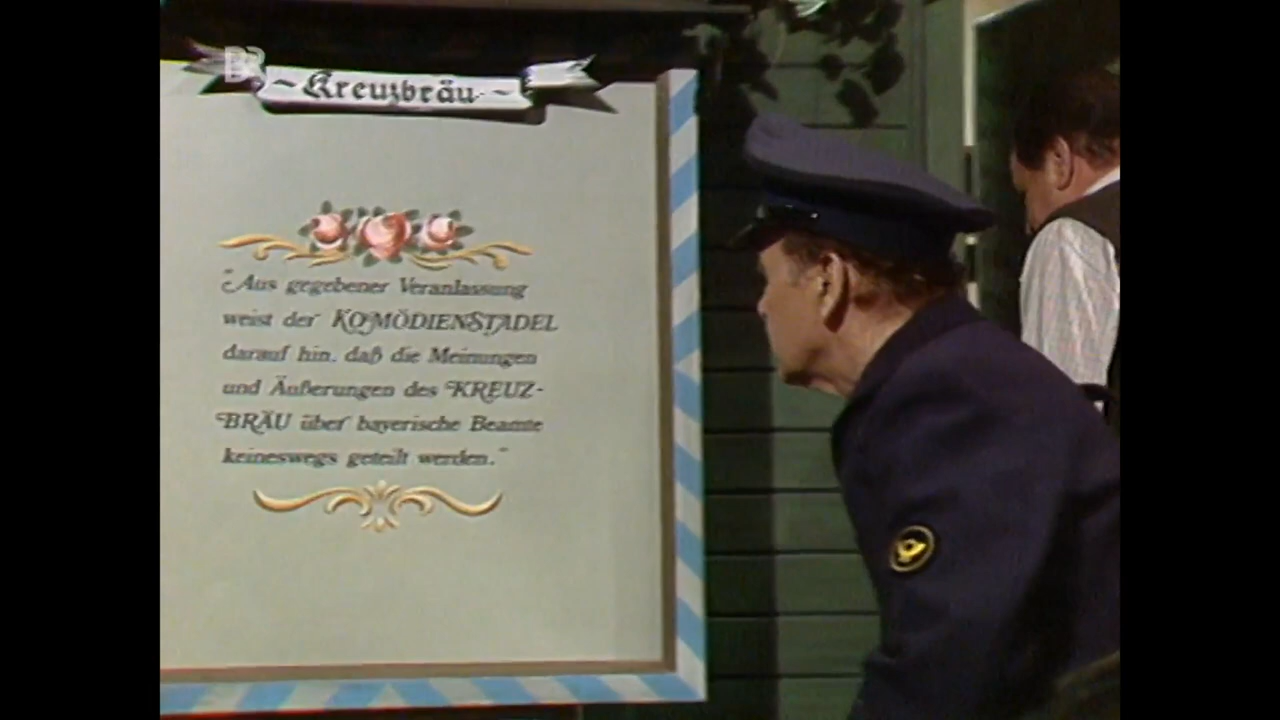 BR
- Kreuzbräu -
"Aus gegebener Veranlassung
weist der KOMÖDIENSTADEL
darauf hin, daß die Meinungen
und Äußerungen des KREUZ-
BRÄU über bayerische Beamte
keineswegs geteilt werden."